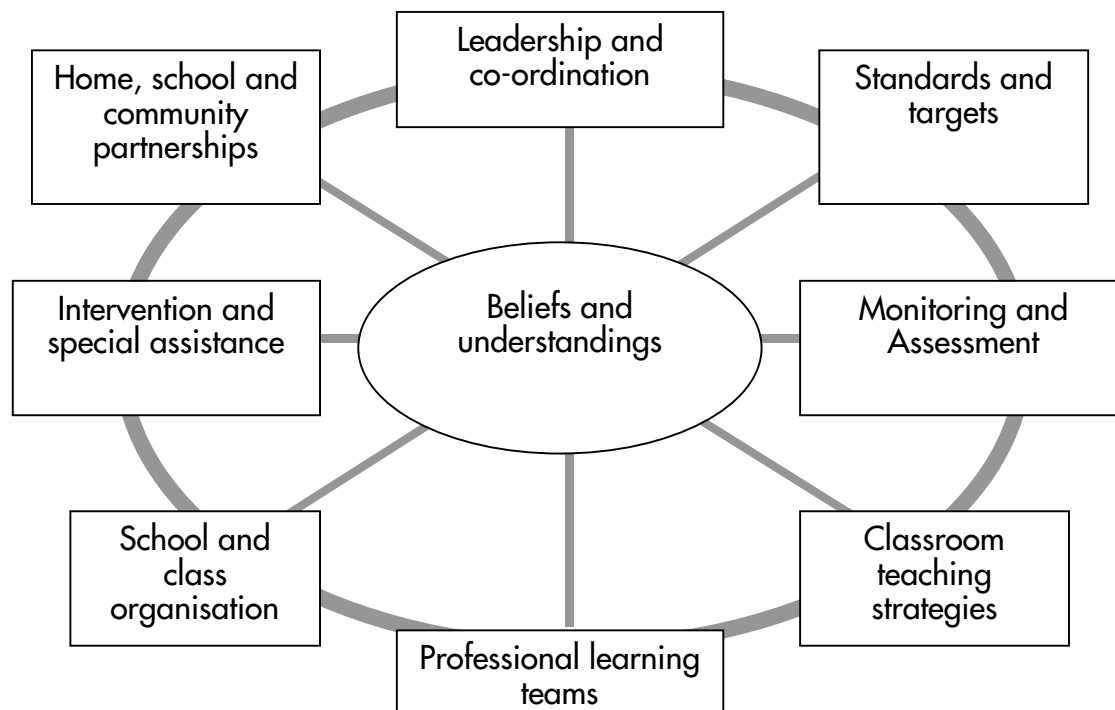 Leadership and
co-ordination
Home, school and
community
partnerships
Standards and
targets
Intervention and
special assistance
Beliefs and
understandings
Monitoring and
Assessment
School and
class
organisation
Classroom
teaching
strategies
Professional learning
teams